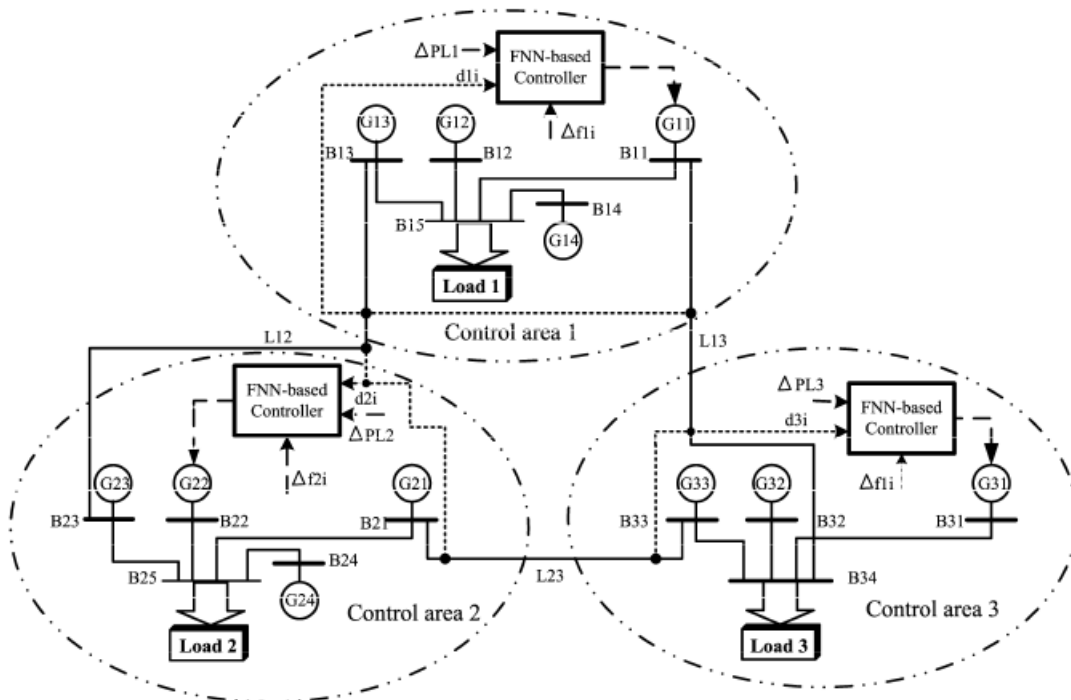 ΔPL1
FNN-based
Controller
d1i
Δf1i
G13
G12
G11
B13
B12
B11
B15
B14
G14
Load 1
Control area 1
L12
L13
FNN-based
Controller
d2i
ΔPL2
Δf2i
G23
G22
G21
B23
B22
B21
B25
B24
G24
Load 2
Control area 2
L23
ΔPL3
FNN-based
Controller
d3i
Δf1i
G33
G32
G31
B33
B32
B31
B34
Load 3
Control area 3